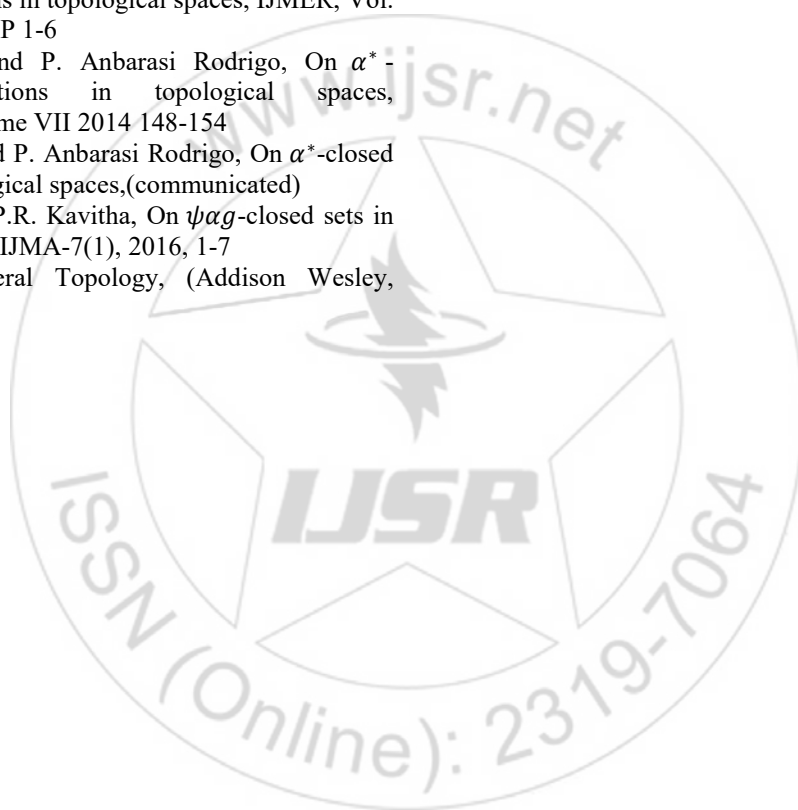 ns in topological spaces, IJMER, Vol.
P 1-6
nd P. Anbarasi Rodrigo, On α* -
tions in topological spaces,
me VII 2014 148-154
d P. Anbarasi Rodrigo, On α*-closed
gical spaces,(communicated)
P.R. Kavitha, On ψαg-closed sets in
IJMA-7(1), 2016, 1-7
eral Topology, (Addison Wesley,
www.ijsr.net
IJSR
ISSN (Online): 2319-7064